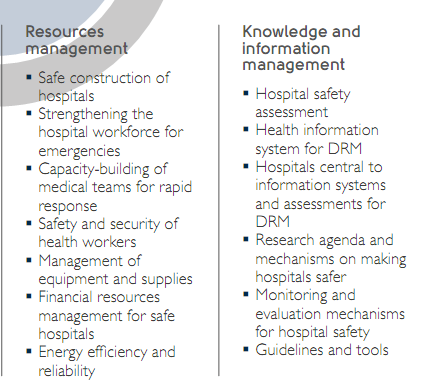 Resources
management
▪ Safe construction of
hospitals
▪ Strengthening the
hospital workforce for
emergencies
▪ Capacity-building of
medical teams for rapid
response
▪ Safety and security of
health workers
▪ Management of
equipment and supplies
▪ Financial resources
management for safe
hospitals
▪ Energy efficiency and
reliability
Knowledge and
information
management
▪ Hospital safety
assessment
▪ Health information
system for DRM
▪ Hospitals central to
information systems
and assessments for
DRM
▪ Research agenda and
mechanisms on making
hospitals safer
▪ Monitoring and
evaluation mechanisms
for hospital safety
▪ Guidelines and tools